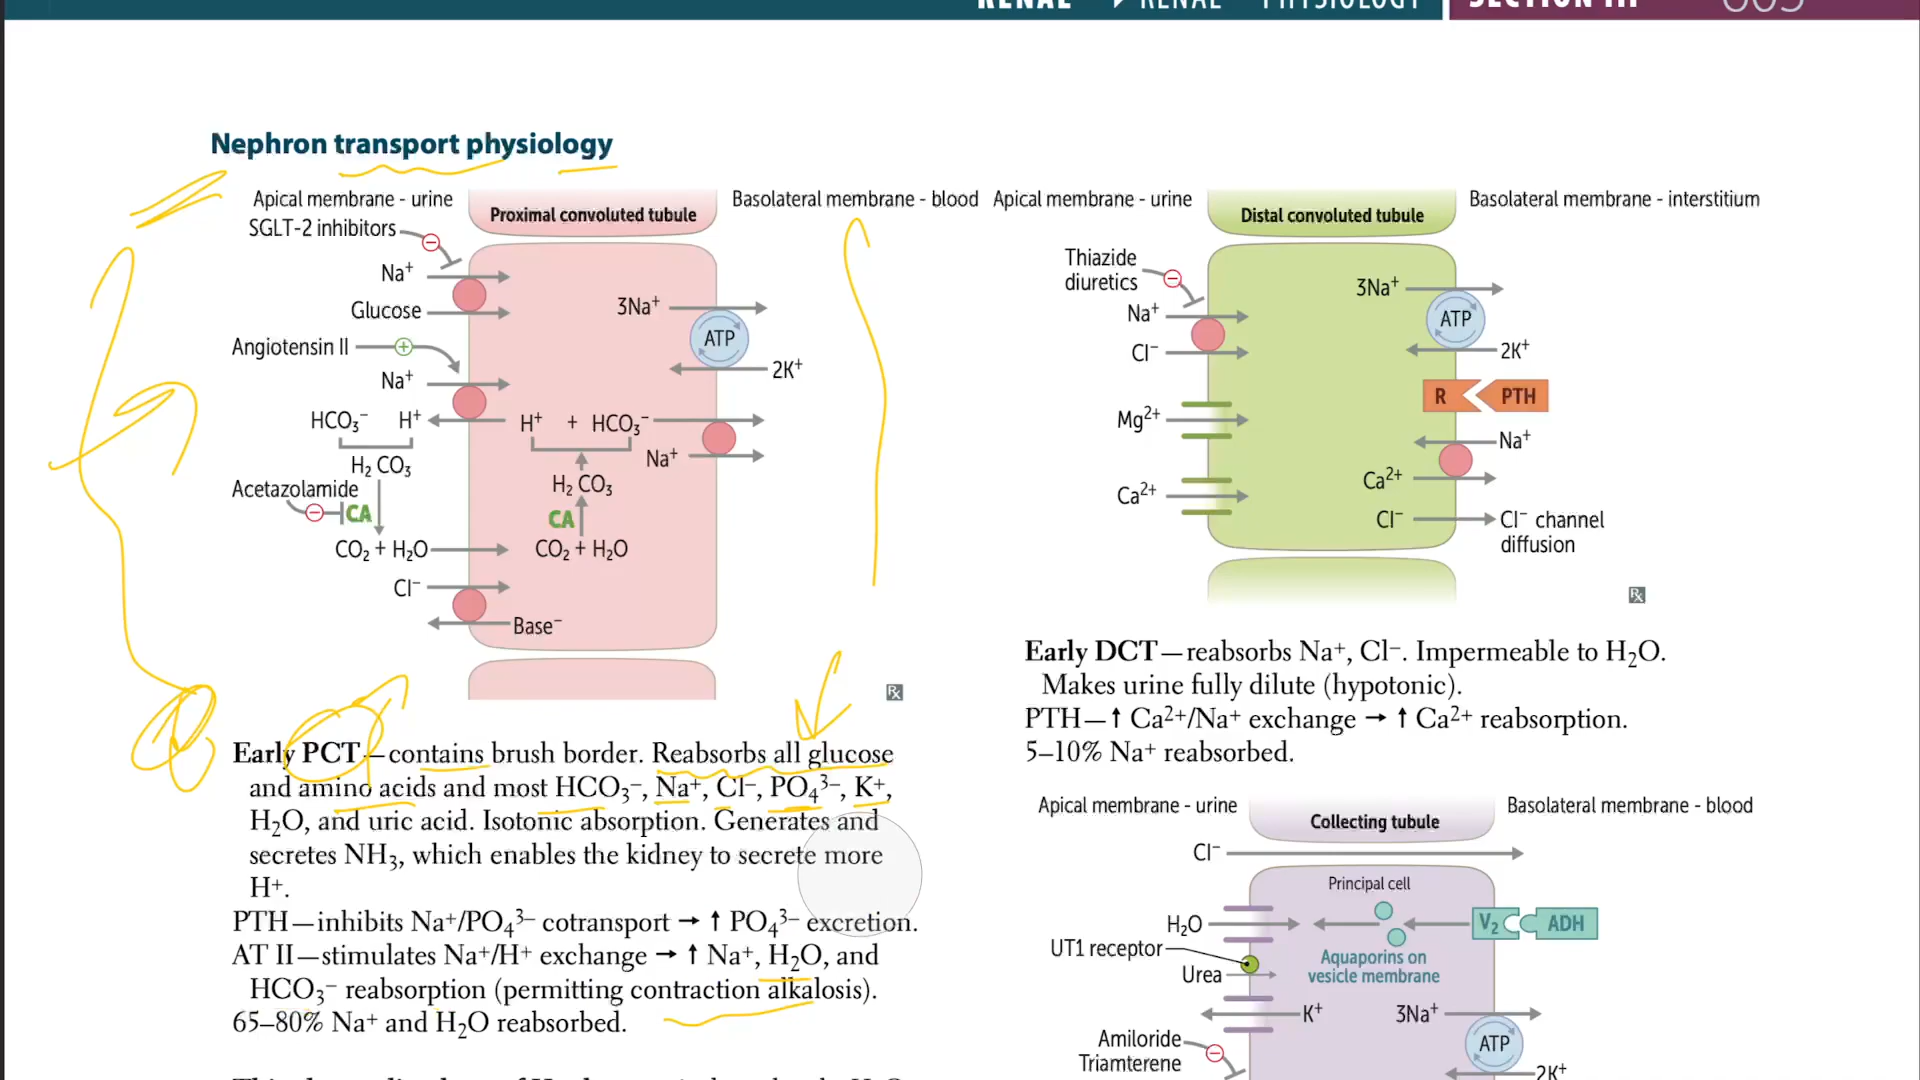 RENAL ▶ RENAL PHYSIOLOGY SECTION III 605
Nephron transport physiology
Apical membrane - urine
Proximal convoluted tubule
Basolateral membrane - blood
SGLT-2 inhibitors
Na⁺
Glucose
3Na⁺
ATP
2K⁺
Angiotensin II
Na⁺
HCO₃⁻ H⁺
H⁺ + HCO₃⁻
Na⁺
H₂ CO₃
H₂ CO₃
Acetazolamide
CA
CA
CO₂ + H₂O
CO₂ + H₂O
Cl⁻
Base⁻
Rx
Early PCT—contains brush border. Reabsorbs all glucose
and amino acids and most HCO₃⁻, Na⁺, Cl⁻, PO₄³⁻, K⁺,
H₂O, and uric acid. Isotonic absorption. Generates and
secretes NH₃, which enables the kidney to secrete more
H⁺.
PTH—inhibits Na⁺/PO₄³⁻ cotransport → ↑ PO₄³⁻ excretion.
AT II—stimulates Na⁺/H⁺ exchange → ↑ Na⁺, H₂O, and
HCO₃⁻ reabsorption (permitting contraction alkalosis).
65–80% Na⁺ and H₂O reabsorbed.
Apical membrane - urine
Distal convoluted tubule
Basolateral membrane - interstitium
Thiazide
diuretics
Na⁺
Cl⁻
3Na⁺
ATP
2K⁺
R PTH
Mg²⁺
Na⁺
Ca²⁺
Ca²⁺
Cl⁻
Cl⁻ channel
diffusion
Rx
Early DCT—reabsorbs Na⁺, Cl⁻. Impermeable to H₂O.
Makes urine fully dilute (hypotonic).
PTH—↑ Ca²⁺/Na⁺ exchange → ↑ Ca²⁺ reabsorption.
5–10% Na⁺ reabsorbed.
Apical membrane - urine
Collecting tubule
Basolateral membrane - blood
Cl⁻
Principal cell
H₂O
V₂ ADH
UT1 receptor
Urea
Aquaporins on
vesicle membrane
K⁺
3Na⁺
ATP
Amiloride
Triamterene
2K⁺